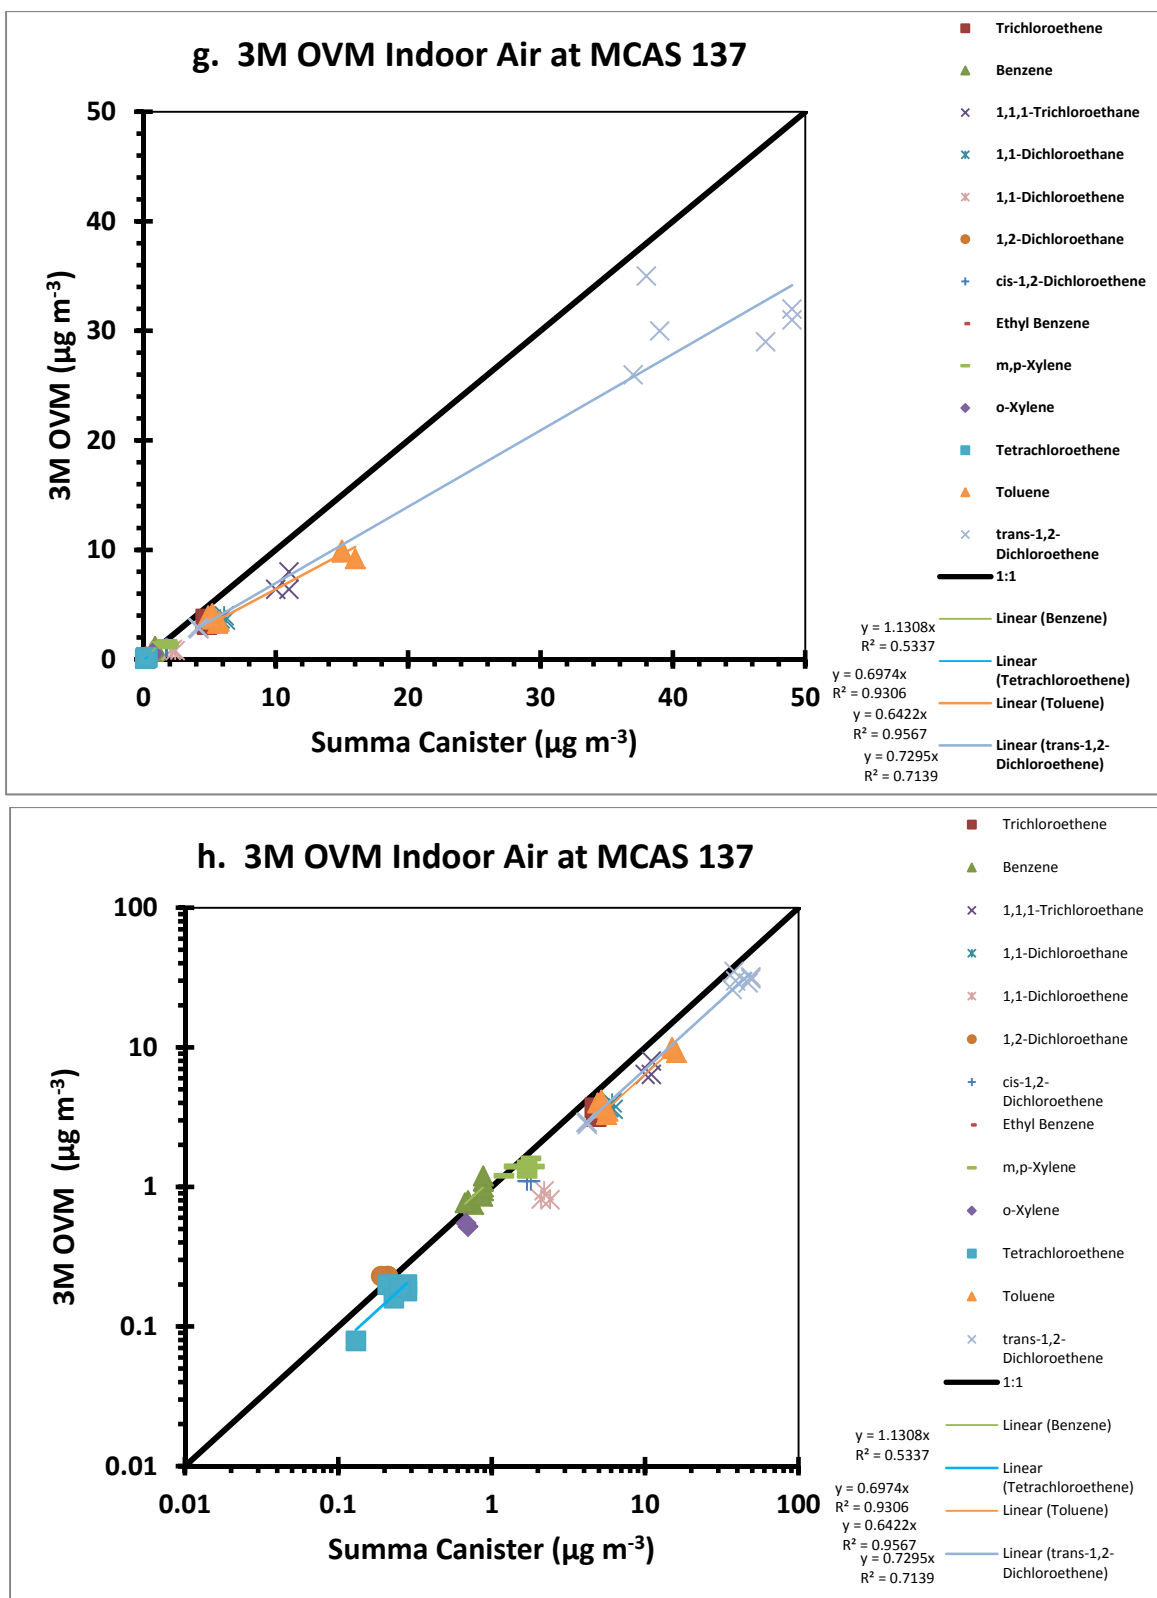 g. 3M OVM Indoor Air at MCAS 137
50
40
30
20
10
0
3M OVM (µg m-3)
0
10
20
30
40
50
Summa Canister (µg m-3)
Trichloroethene
Benzene
1,1,1-Trichloroethane
1,1-Dichloroethane
1,1-Dichloroethene
1,2-Dichloroethane
cis-1,2-Dichloroethene
Ethyl Benzene
m,p-Xylene
o-Xylene
Tetrachloroethene
Toluene
trans-1,2-
Dichloroethene
1:1
Linear (Benzene)
Linear
(Tetrachloroethene)
Linear (Toluene)
Linear (trans-1,2-
Dichloroethene)
y = 1.1308x
R² = 0.5337
y = 0.6974x
R² = 0.9306
y = 0.6422x
R² = 0.9567
y = 0.7295x
R² = 0.7139
h. 3M OVM Indoor Air at MCAS 137
100
10
1
0.1
0.01
3M OVM (µg m-3)
0.01
0.1
1
10
100
Summa Canister (µg m-3)
Trichloroethene
Benzene
1,1,1-Trichloroethane
1,1-Dichloroethane
1,1-Dichloroethene
1,2-Dichloroethane
cis-1,2-
Dichloroethene
Ethyl Benzene
m,p-Xylene
o-Xylene
Tetrachloroethene
Toluene
trans-1,2-
Dichloroethene
1:1
Linear (Benzene)
Linear
(Tetrachloroethene)
Linear (Toluene)
Linear (trans-1,2-
Dichloroethene)
y = 1.1308x
R² = 0.5337
y = 0.6974x
R² = 0.9306
y = 0.6422x
R² = 0.9567
y = 0.7295x
R² = 0.7139